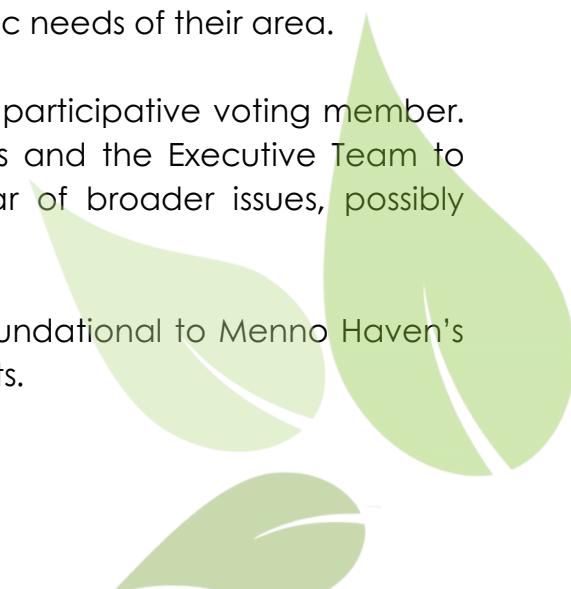 c needs of their area.
participative voting member.
s and the Executive Team to
ar of broader issues, possibly
undational to Menno Haven’s
ts.